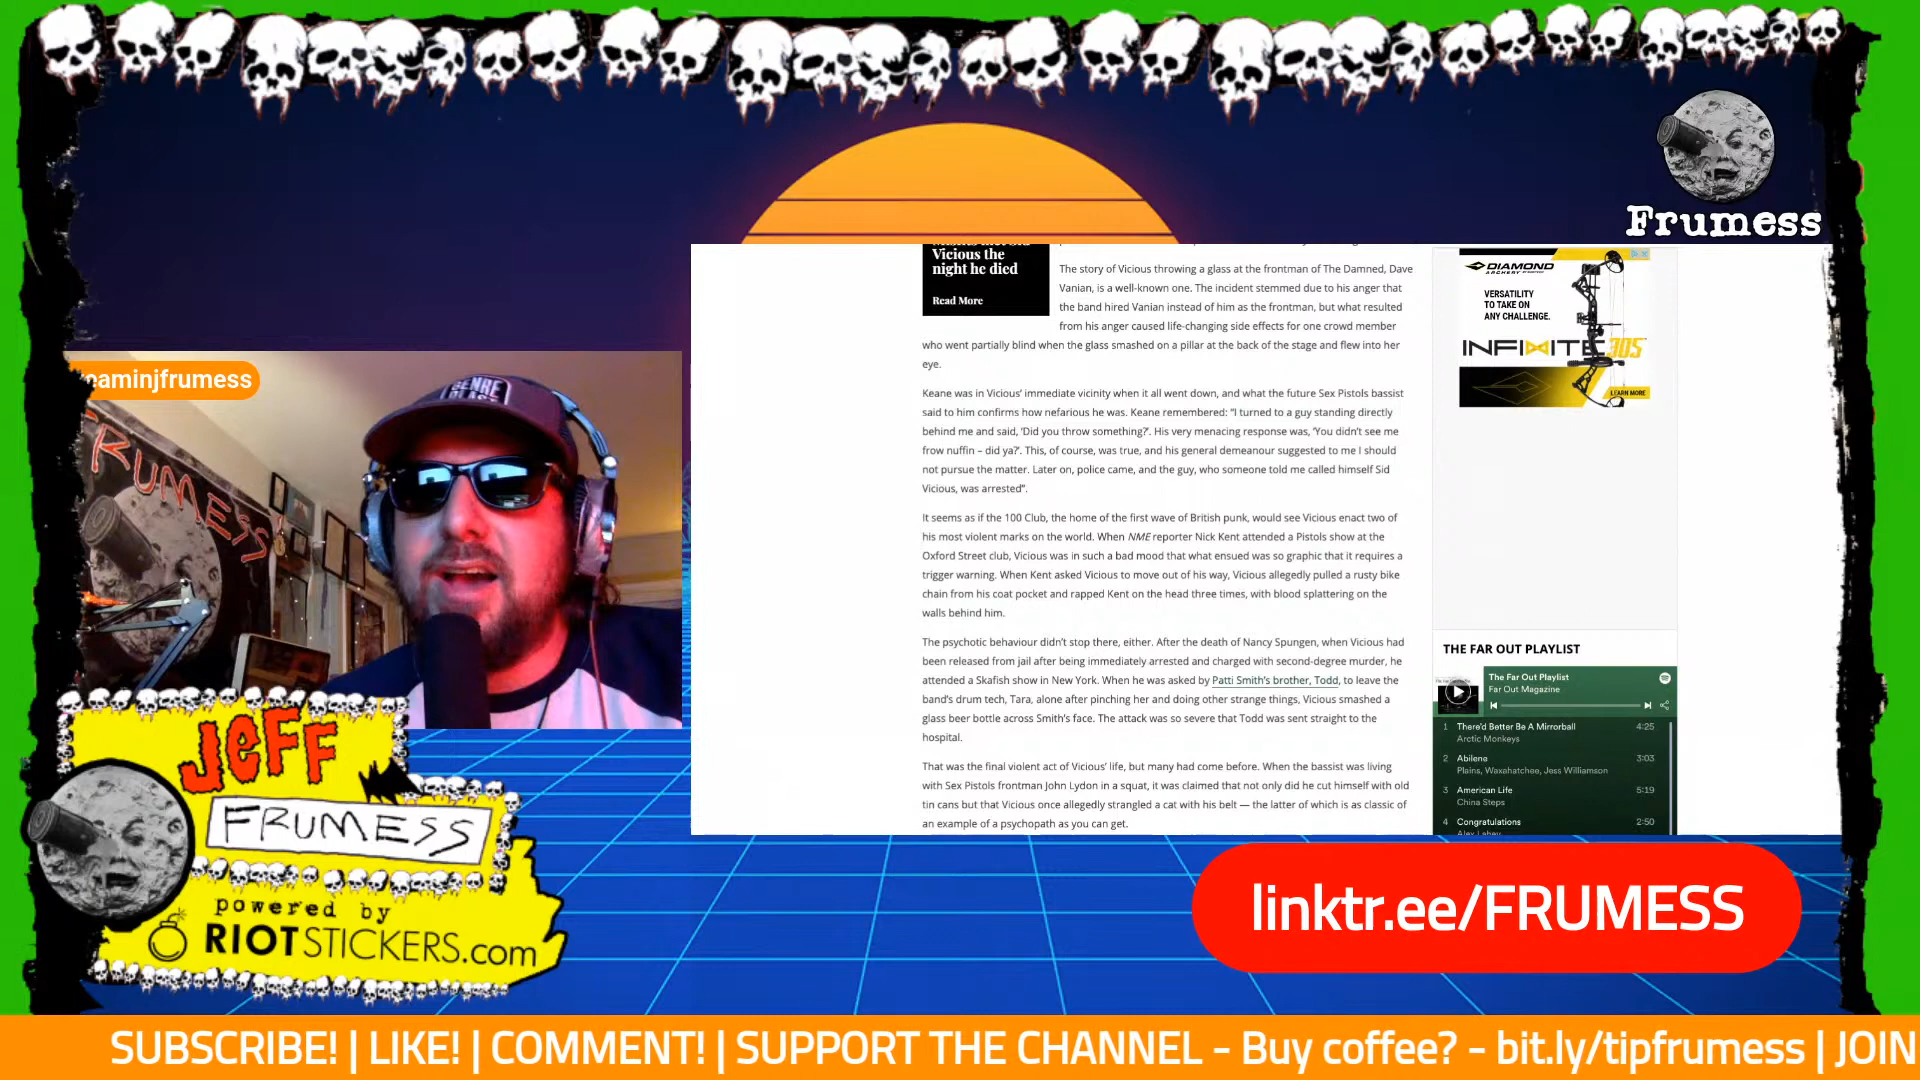 Frumess
Vicious the
night he died
Read More
The story of Vicious throwing a glass at the frontman of The Damned, Dave
Vanian, is a well-known one. The incident stemmed due to his anger that
the band hired Vanian instead of him as the frontman, but what resulted
from his anger caused life-changing side effects for one crowd member
who went partially blind when the glass smashed on a pillar at the back of the stage and flew into her
eye.
Keane was in Vicious’ immediate vicinity when it all went down, and what the future Sex Pistols bassist
said to him confirms how nefarious he was. Keane remembered: “I turned to a guy standing directly
behind me and said, ‘Did you throw something?’. His very menacing response was, ‘You didn’t see me
frow nuffin – did ya?’. This, of course, was true, and his general demeanour suggested to me I should
not pursue the matter. Later on, police came, and the guy, who someone told me called himself Sid
Vicious, was arrested”.
It seems as if the 100 Club, the home of the first wave of British punk, would see Vicious enact two of
his most violent marks on the world. When NME reporter Nick Kent attended a Pistols show at the
Oxford Street club, Vicious was in such a bad mood that what ensued was so graphic that it requires a
trigger warning. When Kent asked Vicious to move out of his way, Vicious allegedly pulled a rusty bike
chain from his coat pocket and rapped Kent on the head three times, with blood splattering on the
walls behind him.
The psychotic behaviour didn’t stop there, either. After the death of Nancy Spungen, when Vicious had
been released from jail after being immediately arrested and charged with second-degree murder, he
attended a Skafish show in New York. When he was asked by Patti Smith’s brother, Todd, to leave the
band’s drum tech, Tara, alone after pinching her and doing other strange things, Vicious smashed a
glass beer bottle across Smith’s face. The attack was so severe that Todd was sent straight to the
hospital.
That was the final violent act of Vicious’ life, but many had come before. When the bassist was living
with Sex Pistols frontman John Lydon in a squat, it was claimed that not only did he cut himself with old
tin cans but that Vicious once allegedly strangled a cat with his belt — the latter of which is as classic of
an example of a psychopath as you can get.
DIAMOND
ARCHERY
VERSATILITY
TO TAKE ON
ANY CHALLENGE.
INFINITE 305
LEARN MORE
THE FAR OUT PLAYLIST
The Far Out Playlist
Far Out Magazine
1 There'd Better Be A Mirrorball 4:25
Arctic Monkeys
2 Abilene 3:03
Plains, Waxahatchee, Jess Williamson
3 American Life 5:19
China Steps
4 Congratulations 2:50
Alex Lahey
eaminjfrumess
GENRE
FRUMESS
JEFF
FRUMESS
powered by
RIOTSTICKERS.com
linktr.ee/FRUMESS
SUBSCRIBE! | LIKE! | COMMENT! | SUPPORT THE CHANNEL - Buy coffee? - bit.ly/tipfrumess | JOIN